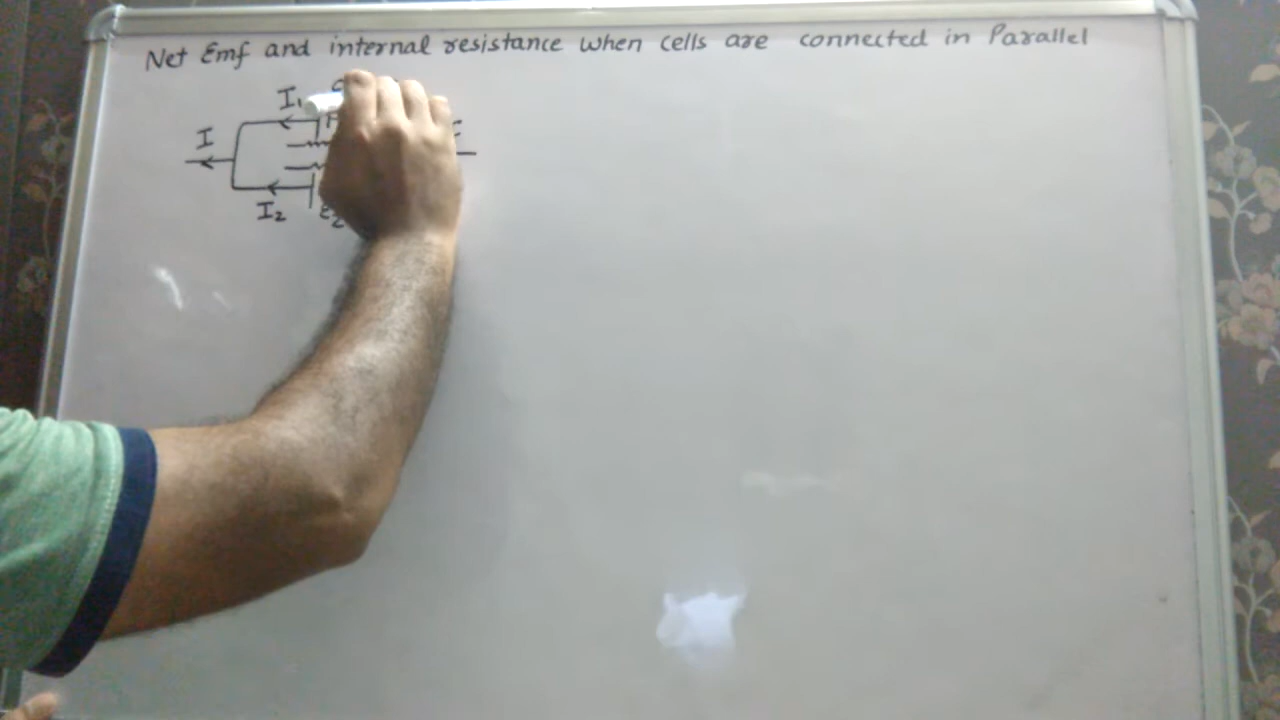 Net Emf and internal resistance when cells are connected in Parallel
I₁
I
I₂